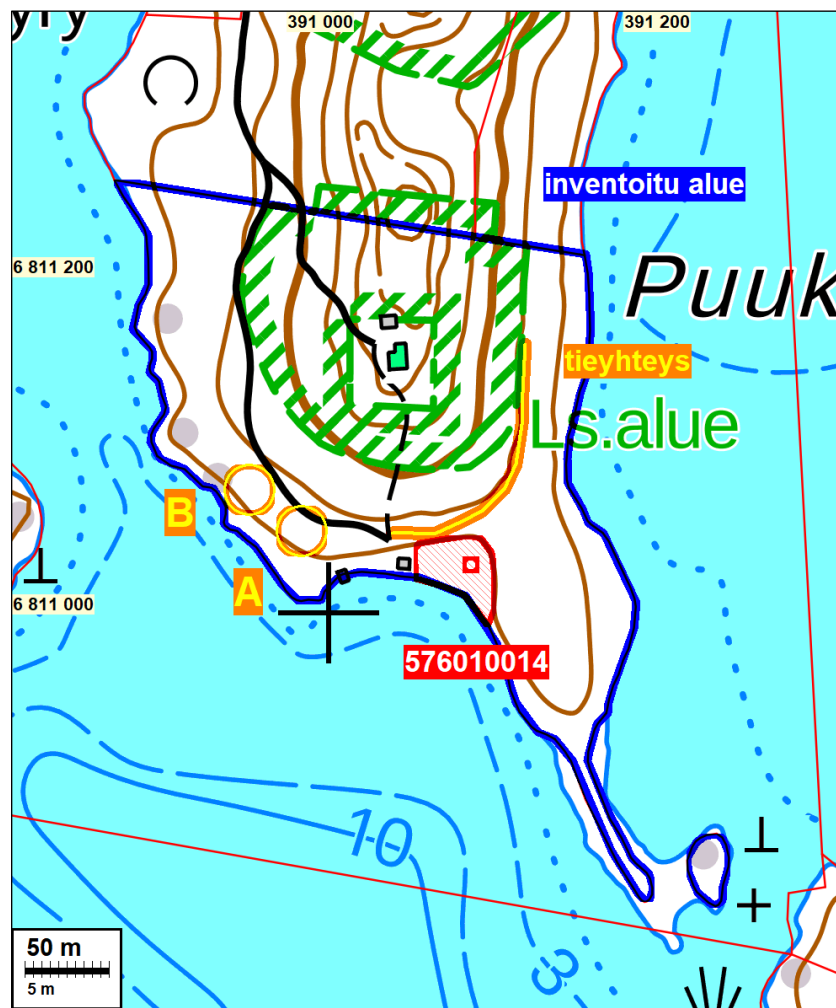 391 000
391 200
inventoitu alue
6 811 200
Puuk
tieyhteys
Ls.alue
B
A
6 811 000
576010014
10
3
50 m
5 m